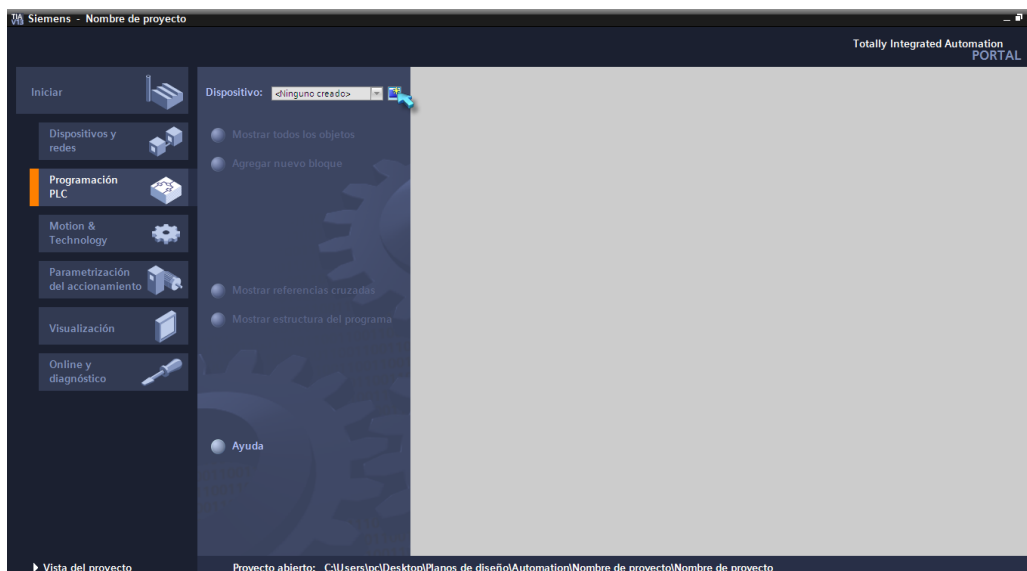 TIA
V13
Siemens - Nombre de proyecto
Totally Integrated Automation
PORTAL
Iniciar
Dispositivos y
redes
Programación
PLC
Motion &
Technology
Parametrización
del accionamiento
Visualización
Online y
diagnóstico
Dispositivo: <Ninguno creado>
Mostrar todos los objetos
Agregar nuevo bloque
Mostrar referencias cruzadas
Mostrar estructura del programa
Ayuda
Vista del proyecto
Proyecto abierto: C:\Users\pc\Desktop\Planos de diseño\Automation\Nombre de proyecto\Nombre de proyecto